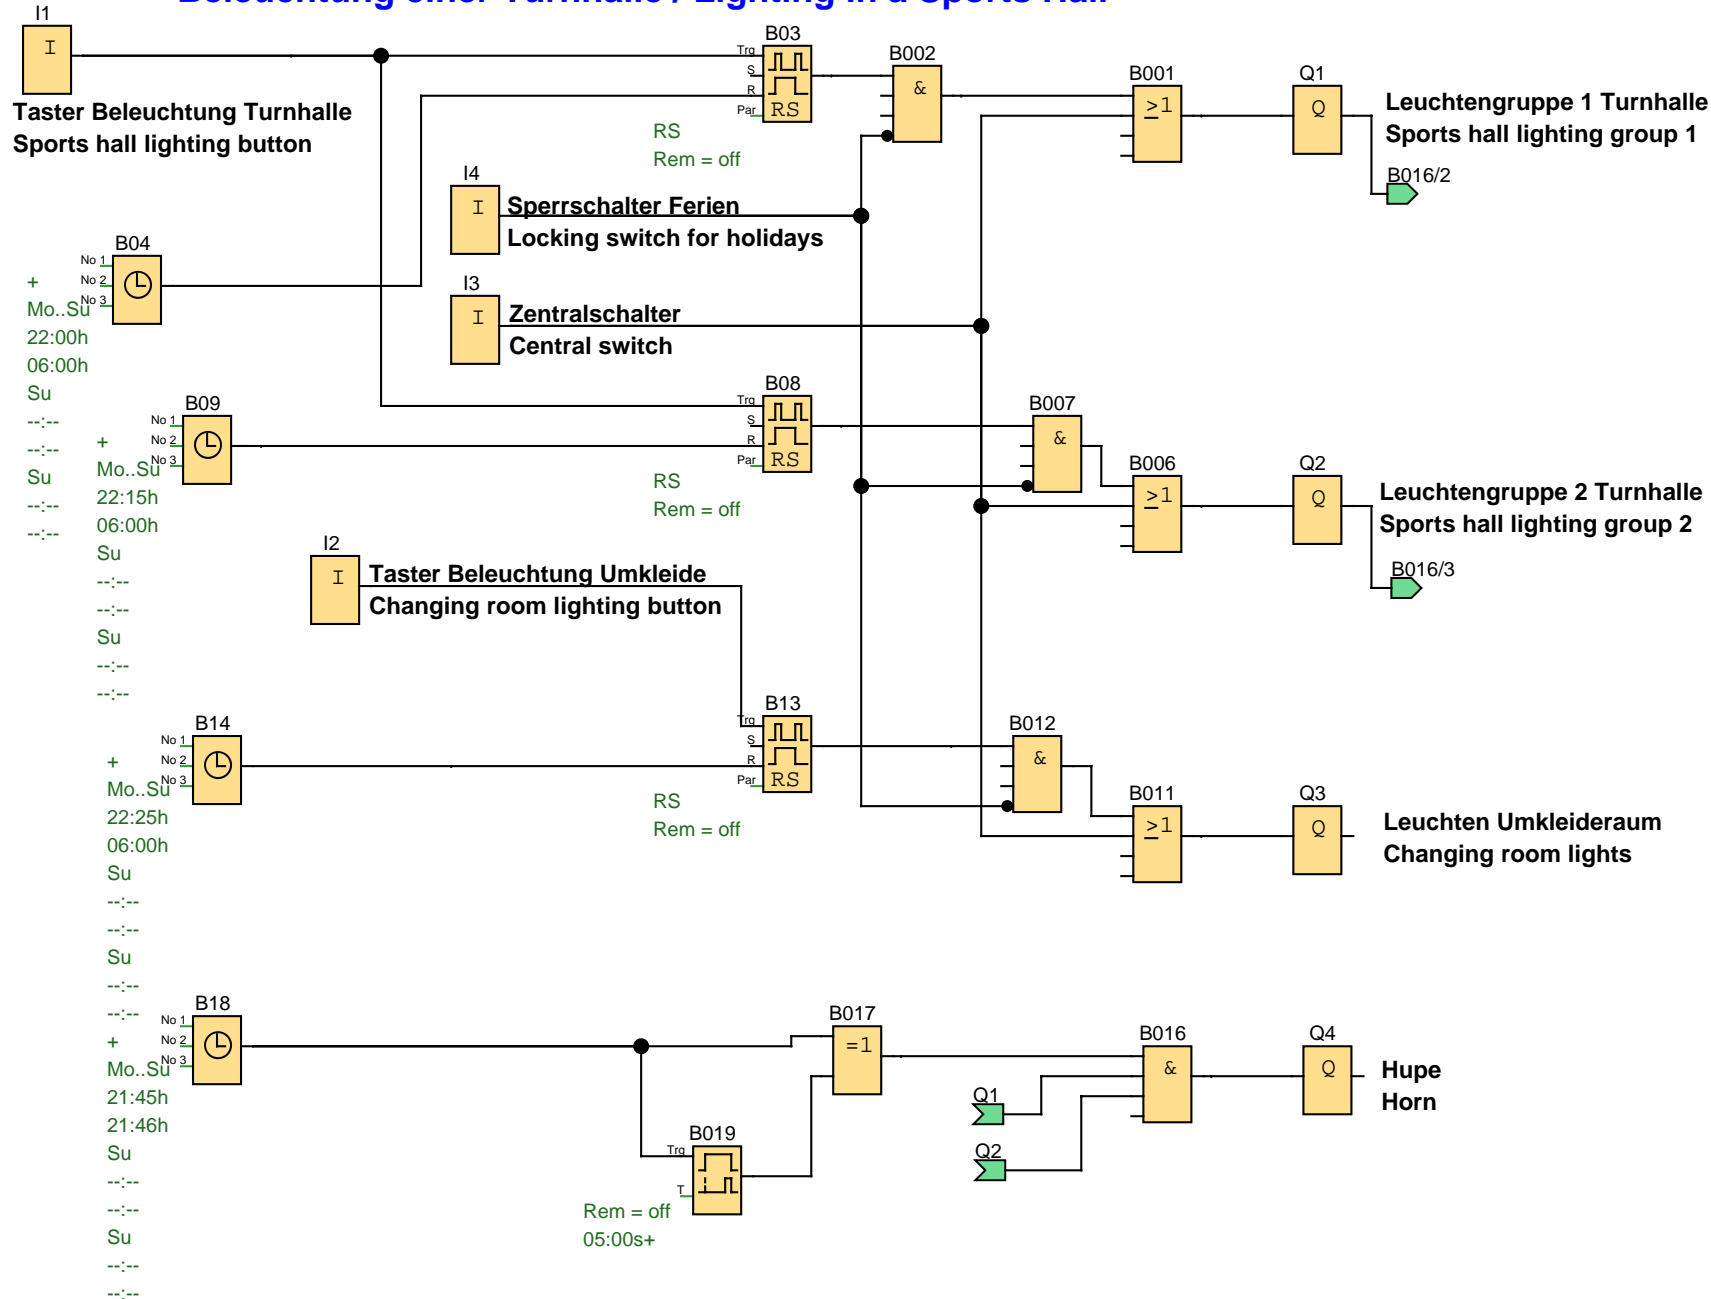 Beleuchtung einer Turnhalle / Lighting in a Sports Hall
I1
I
Taster Beleuchtung Turnhalle
Sports hall lighting button
B03
Trg
S
R
Par
RS
RS
Rem = off
B002
&
B001
≥1
Q1
Q
Leuchtengruppe 1 Turnhalle
Sports hall lighting group 1
B016/2
I4
I
Sperrschalter Ferien
Locking switch for holidays
B04
No 1
No 2
No 3
+
Mo..Su
22:00h
06:00h
Su
--:--
--:--
Su
--:--
--:--
I3
I
Zentralschalter
Central switch
B09
No 1
No 2
No 3
+
Mo..Su
22:15h
06:00h
Su
--:--
--:--
Su
--:--
--:--
B08
Trg
S
R
Par
RS
RS
Rem = off
B007
&
B006
≥1
Q2
Q
Leuchtengruppe 2 Turnhalle
Sports hall lighting group 2
B016/3
I2
I
Taster Beleuchtung Umkleide
Changing room lighting button
B14
No 1
No 2
No 3
+
Mo..Su
22:25h
06:00h
Su
--:--
--:--
Su
--:--
--:--
B13
Trg
S
R
Par
RS
RS
Rem = off
B012
&
B011
≥1
Q3
Q
Leuchten Umkleideraum
Changing room lights
B18
No 1
No 2
No 3
+
Mo..Su
21:45h
21:46h
Su
--:--
--:--
Su
--:--
--:--
B017
=1
B016
&
Q4
Q
Hupe
Horn
Q1
Q2
B019
Trg
T
Rem = off
05:00s+